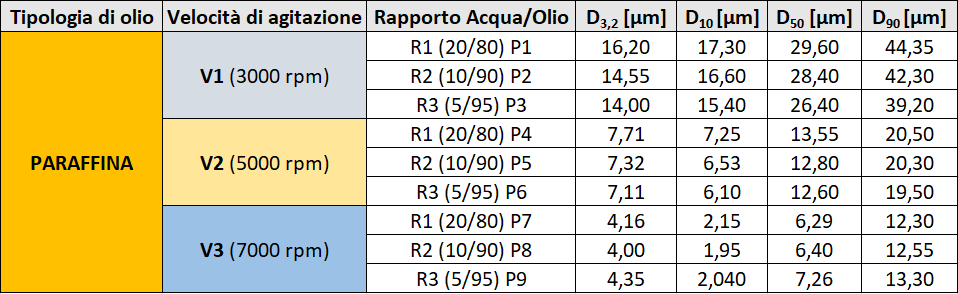 Tipologia di olio Velocità di agitazione Rapporto Acqua/Olio D3,2 [µm] D10 [µm] D50 [µm] D90 [µm]
PARAFFINA V1 (3000 rpm) R1 (20/80) P1 16,20 17,30 29,60 44,35
R2 (10/90) P2 14,55 16,60 28,40 42,30
R3 (5/95) P3 14,00 15,40 26,40 39,20
V2 (5000 rpm) R1 (20/80) P4 7,71 7,25 13,55 20,50
R2 (10/90) P5 7,32 6,53 12,80 20,30
R3 (5/95) P6 7,11 6,10 12,60 19,50
V3 (7000 rpm) R1 (20/80) P7 4,16 2,15 6,29 12,30
R2 (10/90) P8 4,00 1,95 6,40 12,55
R3 (5/95) P9 4,35 2,040 7,26 13,30